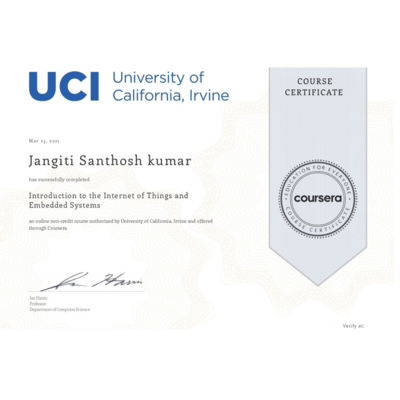 UCI University of
California, Irvine
COURSE
CERTIFICATE
Mar 23, 2021
Jangiti Santhosh kumar
has successfully completed
Introduction to the Internet of Things and
Embedded Systems
an online non-credit course authorized by University of California, Irvine and offered
through Coursera
EDUCATION FOR EVERYONE
coursera
COURSE CERTIFICATE
Ian Harris
Professor
Department of Computer Science
Verify at: